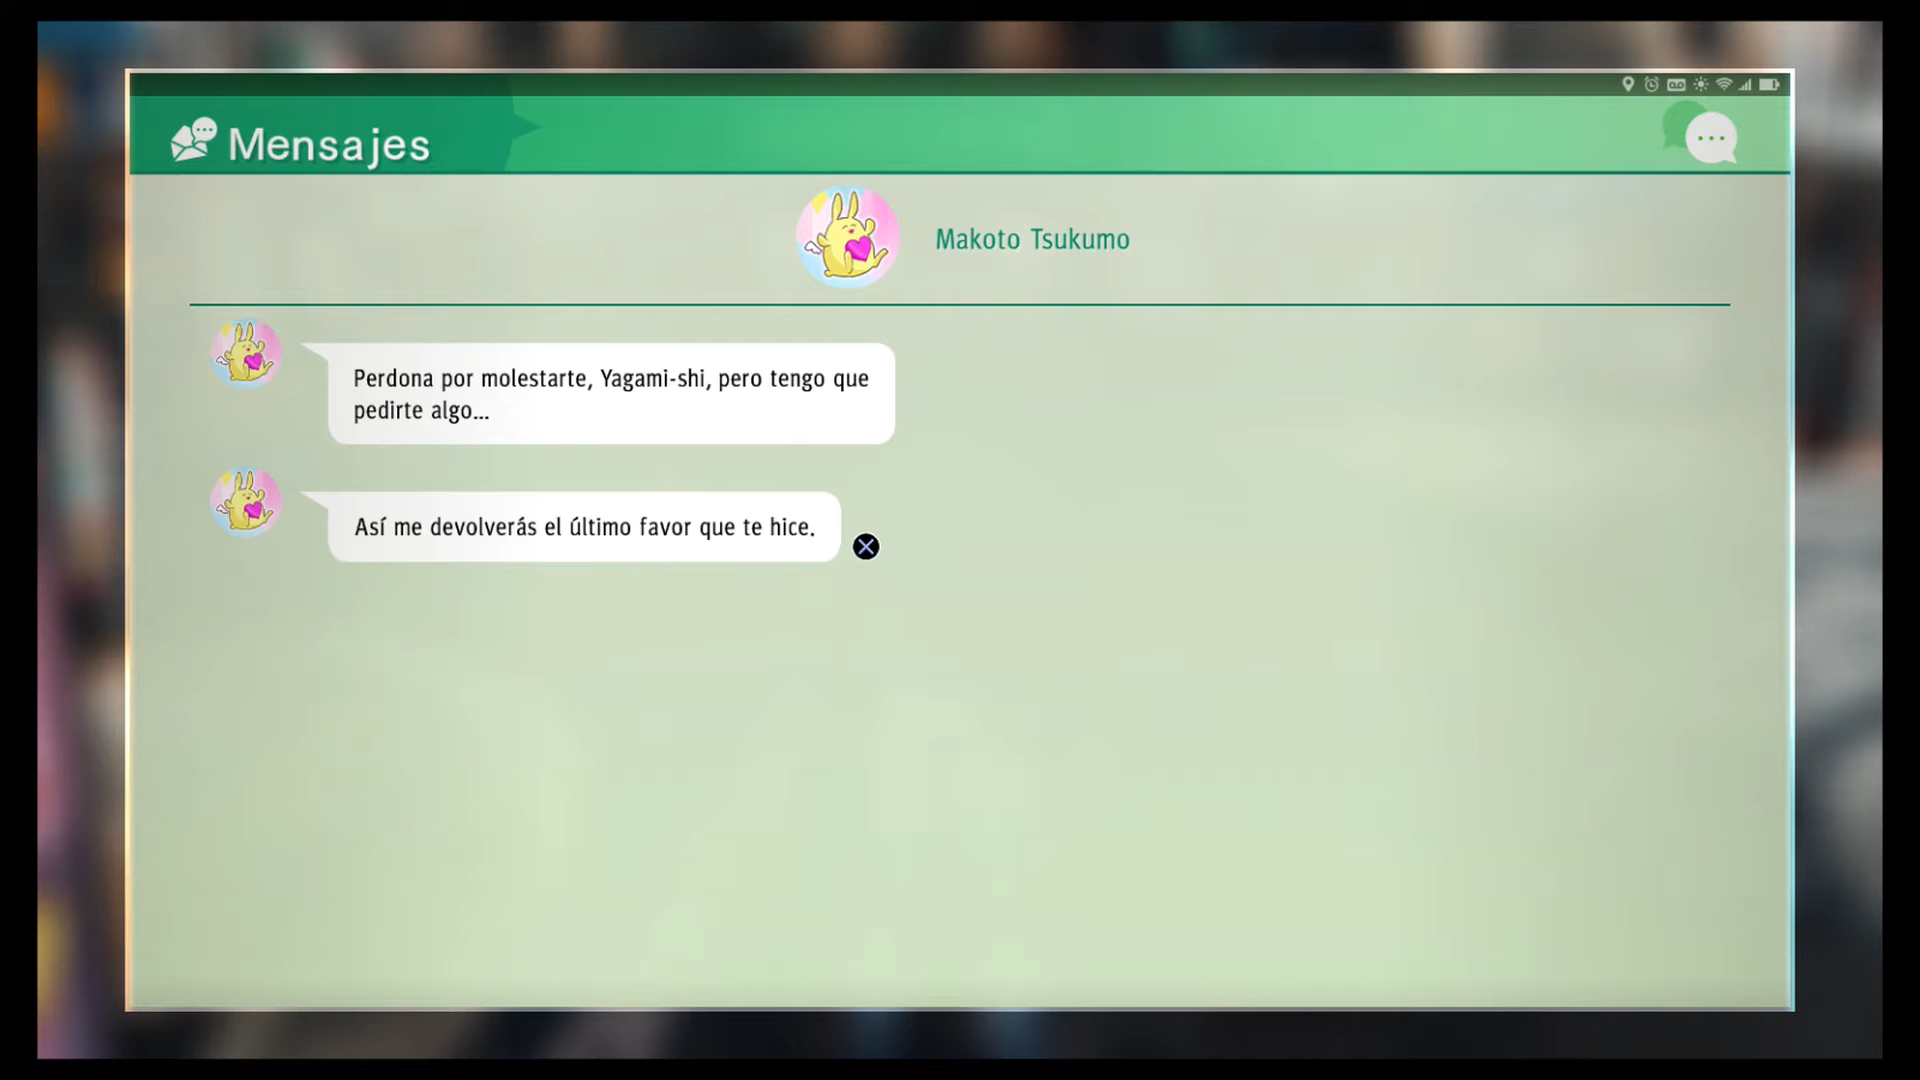 Mensajes
Makoto Tsukumo
Perdona por molestarte, Yagami-shi, pero tengo que
pedirte algo...
Así me devolverás el último favor que te hice.